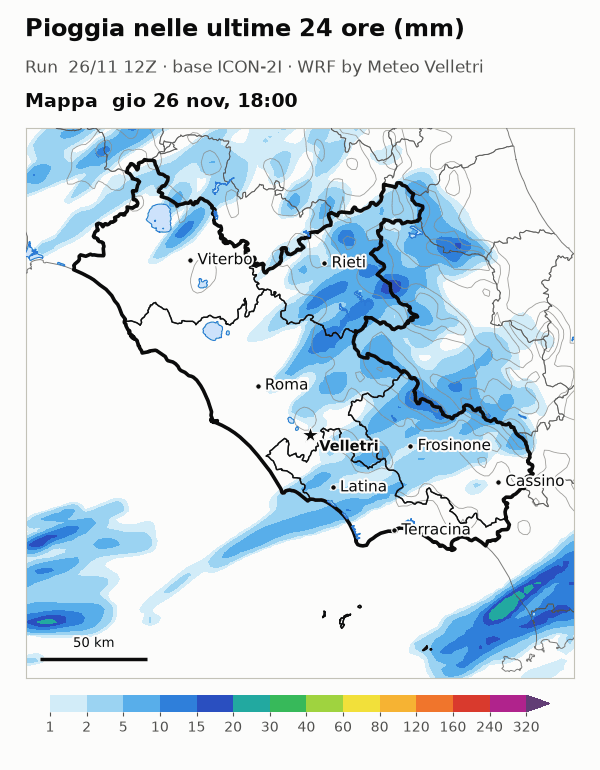 Pioggia nelle ultime 24 ore (mm)
Run  26/11 12Z · base ICON-2I · WRF by Meteo Velletri
Mappa  gio 26 nov, 18:00
Viterbo
Rieti
Roma
Velletri
Frosinone
Latina
Cassino
Terracina
50 km
1 2 5 10 15 20 30 40 60 80 120 160 240 320